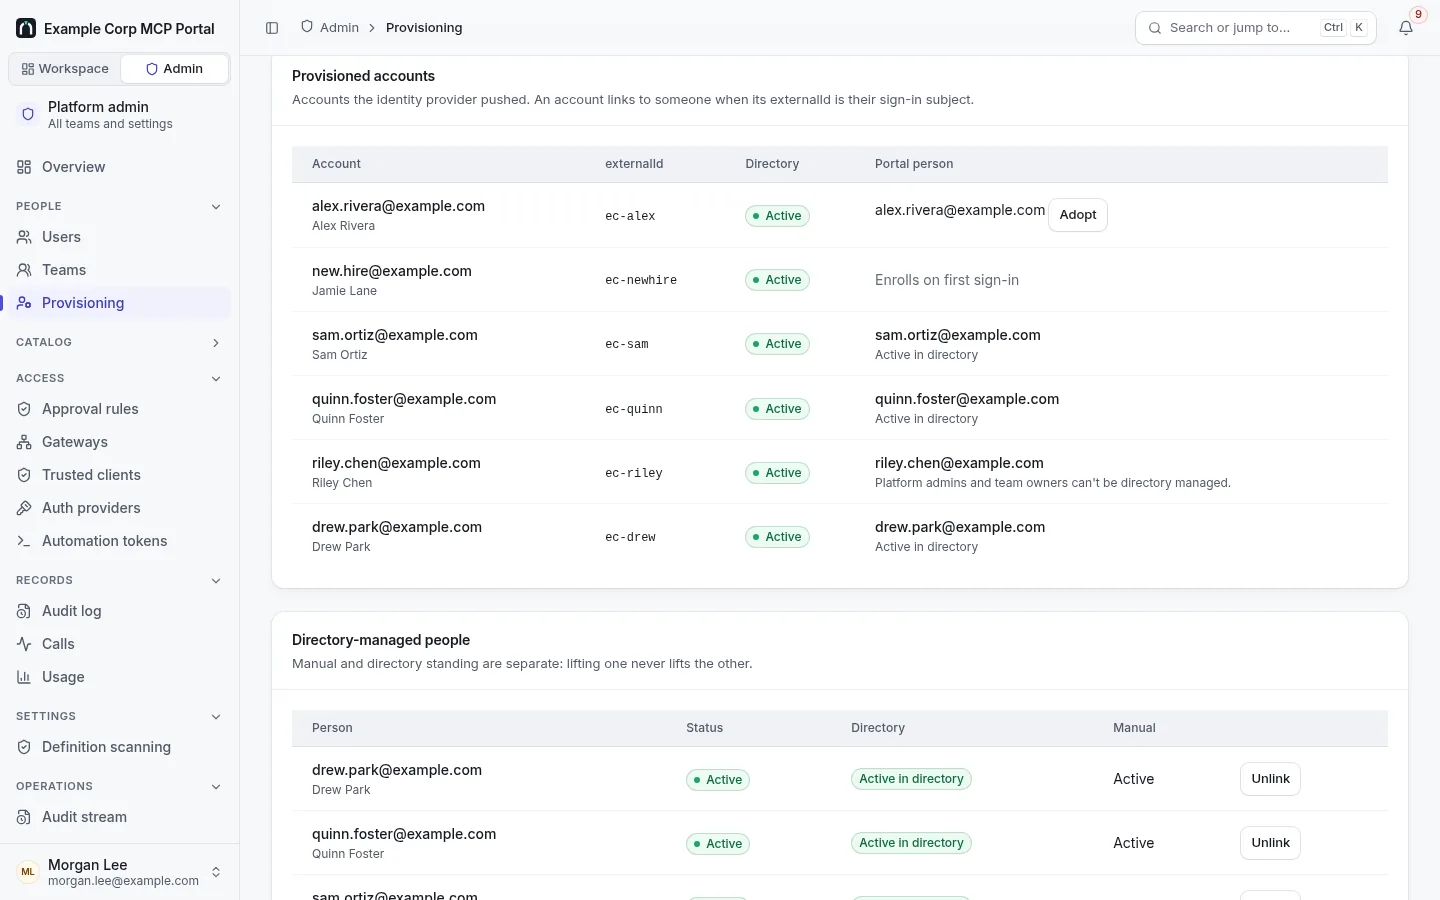 Example Corp MCP Portal
Workspace
Admin
Platform admin
All teams and settings
Overview
PEOPLE
Users
Teams
Provisioning
CATALOG
ACCESS
Approval rules
Gateways
Trusted clients
Auth providers
Automation tokens
RECORDS
Audit log
Calls
Usage
SETTINGS
Definition scanning
OPERATIONS
Audit stream
ML
Morgan Lee
morgan.lee@example.com
Admin
Provisioning
Search or jump to...
Ctrl
K
9
Provisioned accounts
Accounts the identity provider pushed. An account links to someone when its externalId is their sign-in subject.
Account externalId Directory Portal person
alex.rivera@example.com
Alex Rivera
ec-alex
Active
alex.rivera@example.com
Adopt
new.hire@example.com
Jamie Lane
ec-newhire
Active
Enrolls on first sign-in
sam.ortiz@example.com
Sam Ortiz
ec-sam
Active
sam.ortiz@example.com
Active in directory
quinn.foster@example.com
Quinn Foster
ec-quinn
Active
quinn.foster@example.com
Active in directory
riley.chen@example.com
Riley Chen
ec-riley
Active
riley.chen@example.com
Platform admins and team owners can't be directory managed.
drew.park@example.com
Drew Park
ec-drew
Active
drew.park@example.com
Active in directory
Directory-managed people
Manual and directory standing are separate: lifting one never lifts the other.
Person Status Directory Manual
drew.park@example.com
Drew Park
Active
Active in directory
Active
Unlink
quinn.foster@example.com
Quinn Foster
Active
Active in directory
Active
Unlink
sam.ortiz@example.com